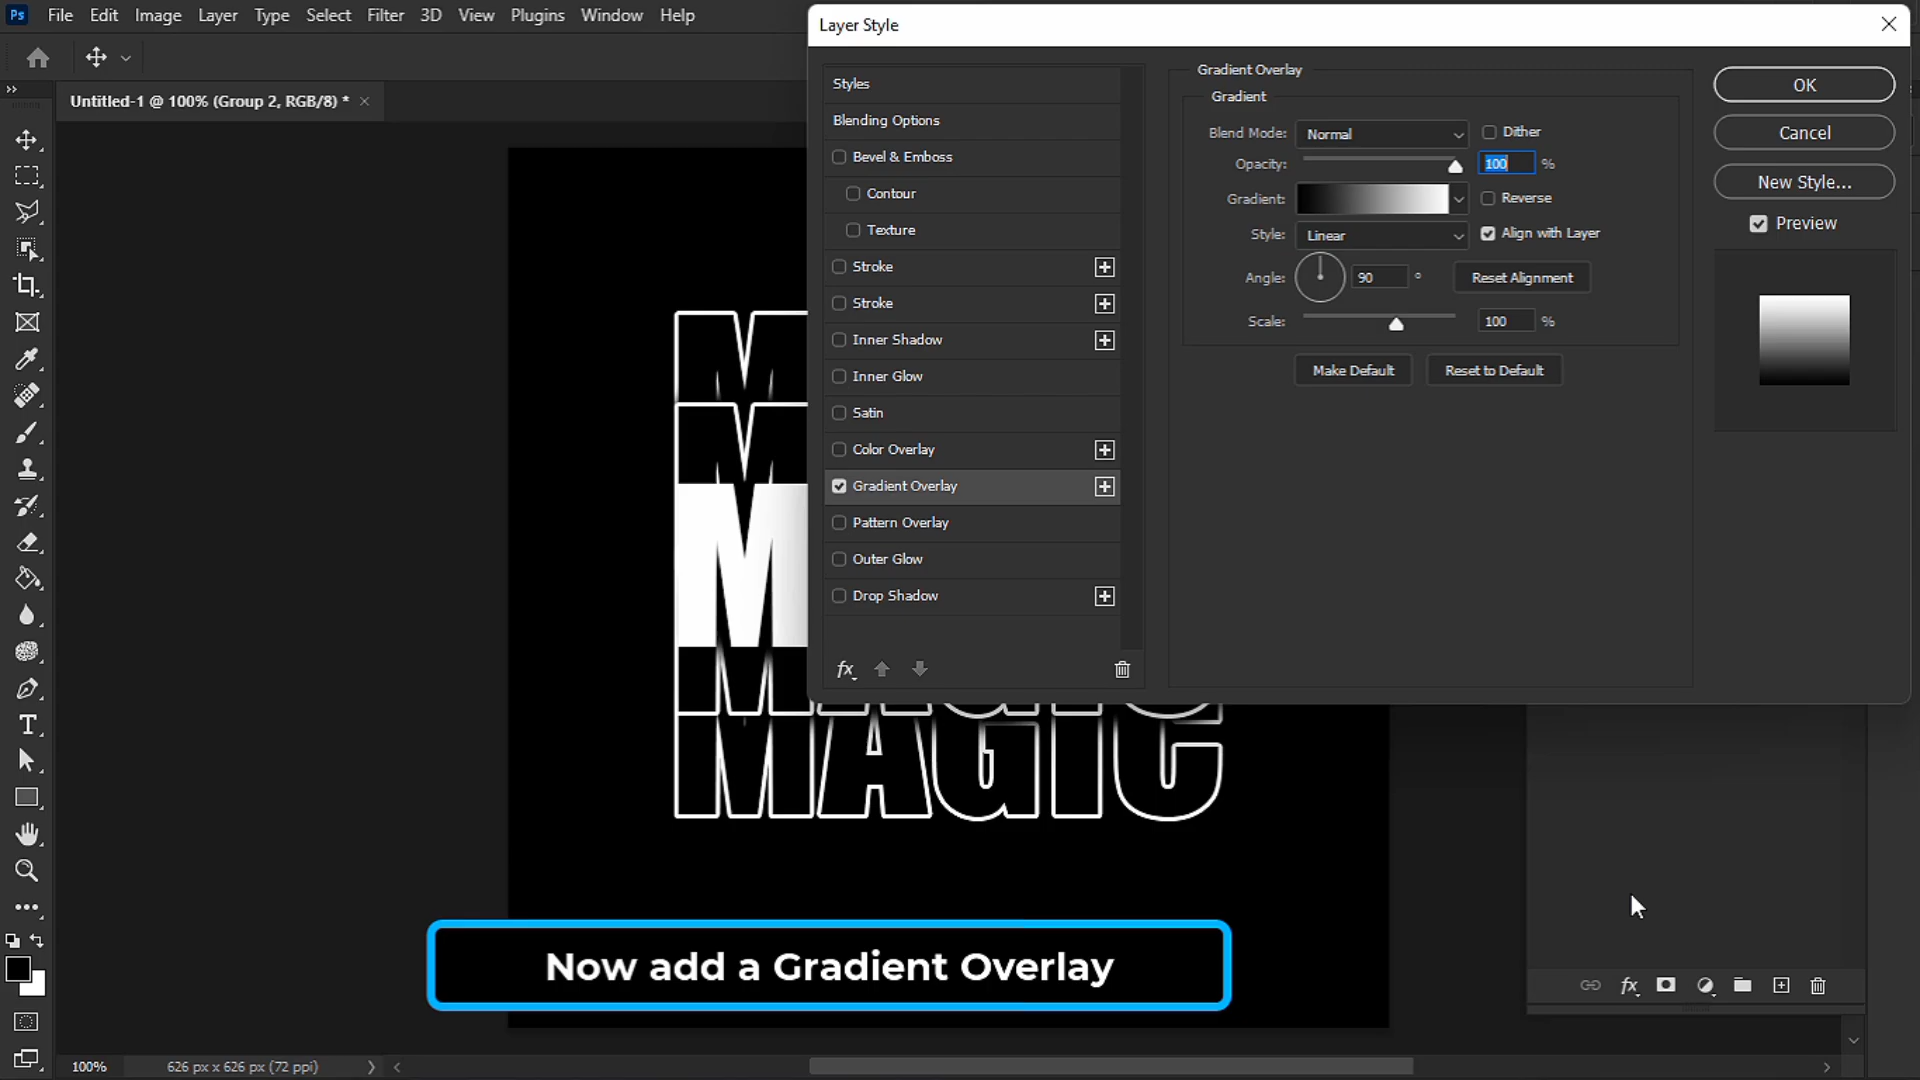 Ps File Edit Image Layer Type Select Filter 3D View Plugins Window Help
Layer Style
Untitled-1 @ 100% (Group 2, RGB/8) *
Styles
Blending Options
Bevel & Emboss
Contour
Texture
Stroke
Stroke
Inner Shadow
Inner Glow
Satin
Color Overlay
Gradient Overlay
Pattern Overlay
Outer Glow
Drop Shadow
fx
Gradient Overlay
Gradient
Blend Mode: Normal Dither
Opacity: 100 %
Gradient: Reverse
Style: Linear Align with Layer
Angle: 90 ° Reset Alignment
Scale: 100 %
Make Default Reset to Default
OK
Cancel
New Style...
Preview
M
M
M
MAGIC
MAGIC
Now add a Gradient Overlay
fx
100% 626 px x 626 px (72 ppi)